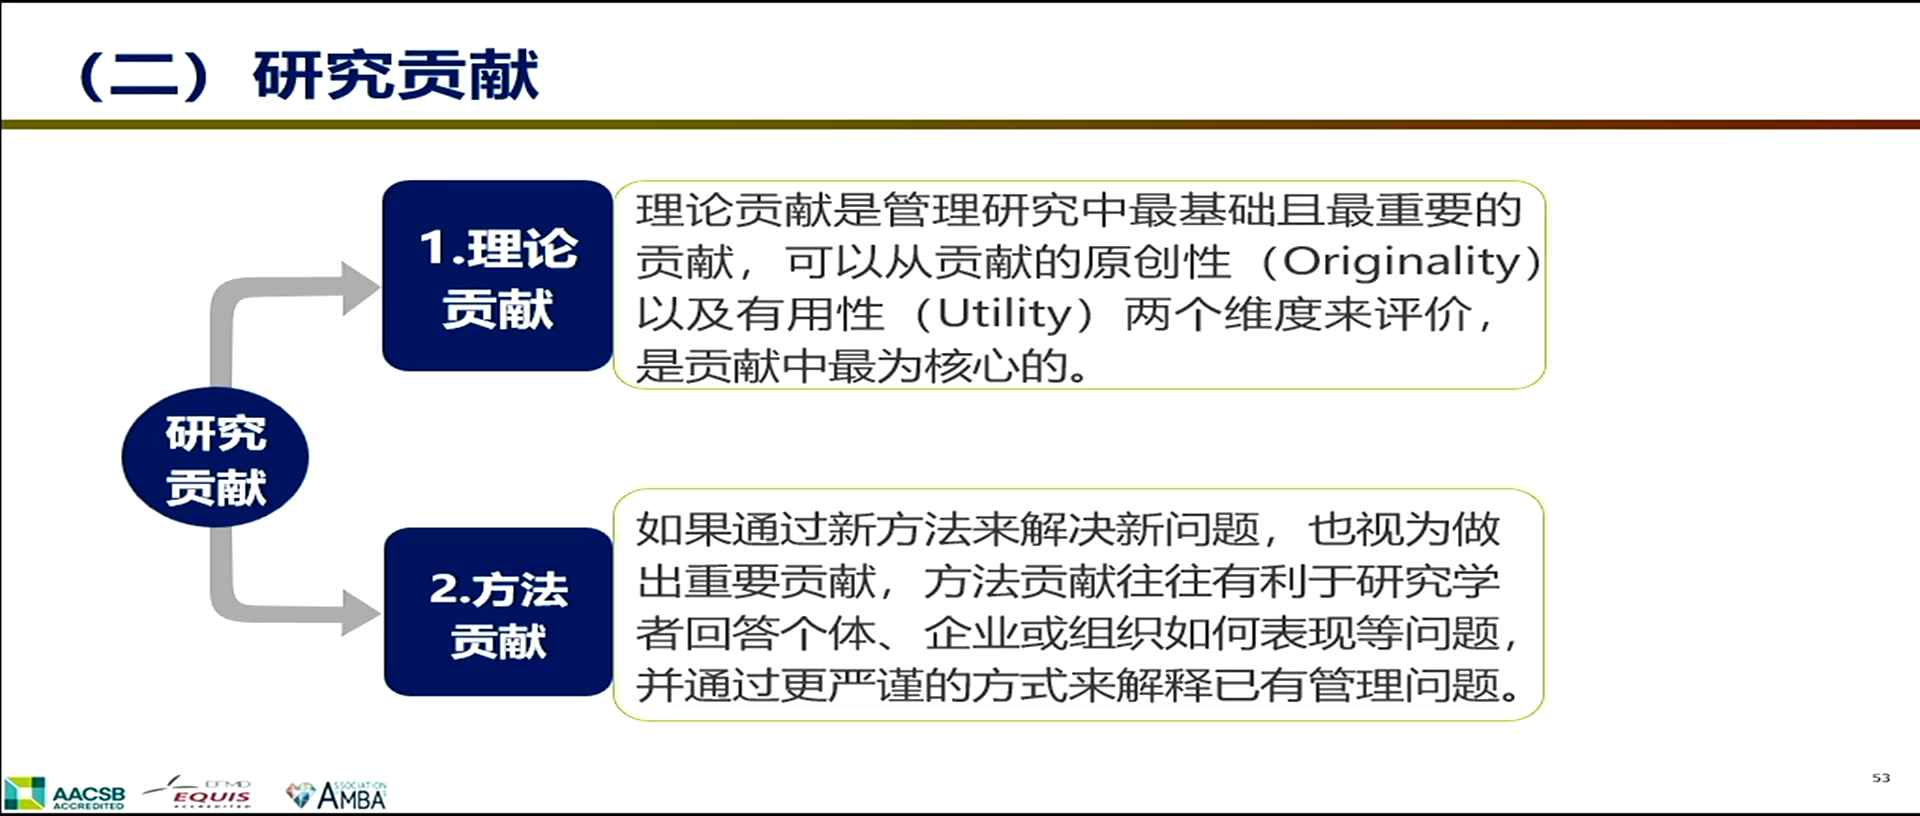 （二）研究贡献
1.理论
贡献
理论贡献是管理研究中最基础且最重要的
贡献，可以从贡献的原创性（Originality）
以及有用性（Utility）两个维度来评价，
是贡献中最为核心的。
研究
贡献
2.方法
贡献
如果通过新方法来解决新问题，也视为做
出重要贡献，方法贡献往往有利于研究学
者回答个体、企业或组织如何表现等问题，
并通过更严谨的方式来解释已有管理问题。
AACSB
ACCREDITED
EFMD
EQUIS
ACCREDITED
ASSOCIATION
AMBA
53